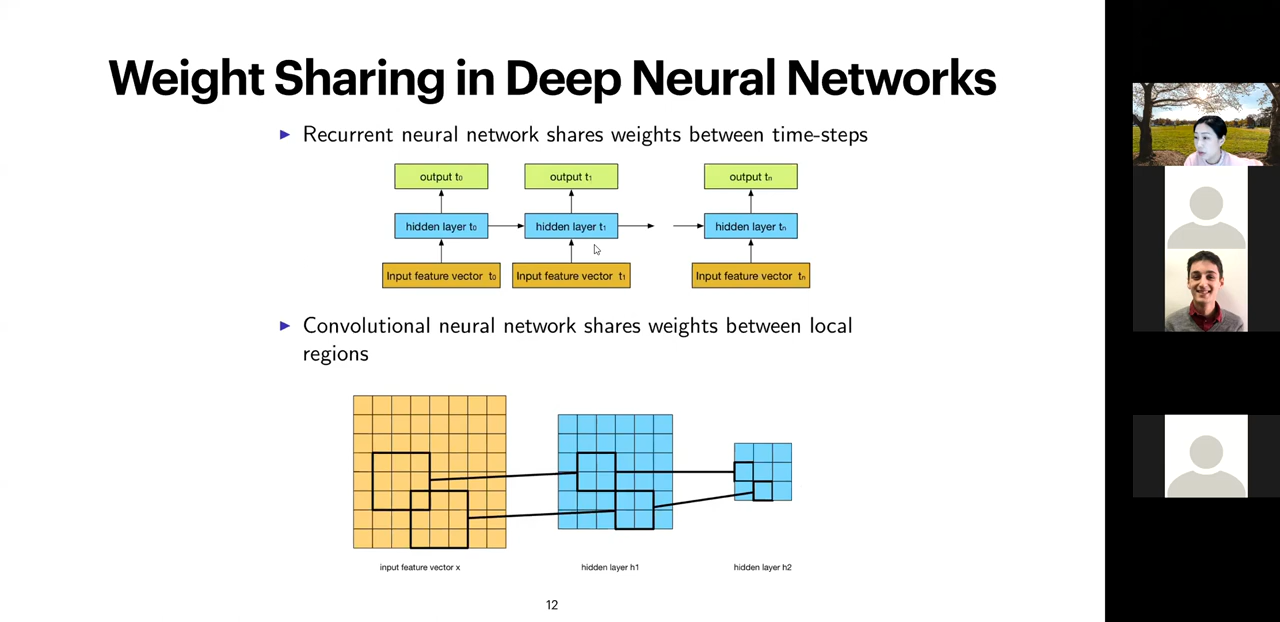 Weight Sharing in Deep Neural Networks
▶ Recurrent neural network shares weights between time-steps
output t₀ output t₁ output tₙ
hidden layer t₀ hidden layer t₁ hidden layer tₙ
Input feature vector t₀ Input feature vector t₁ Input feature vector tₙ
▶ Convolutional neural network shares weights between local
regions
input feature vector x hidden layer h1 hidden layer h2
12